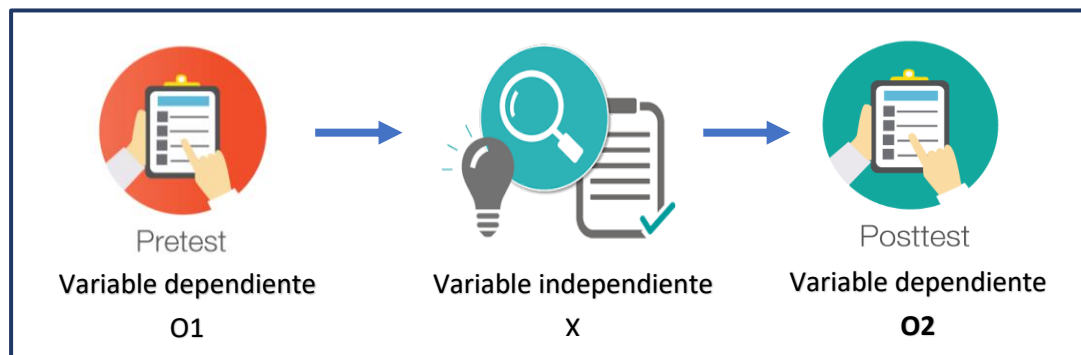 Pretest
Variable dependiente
O1
Variable independiente
X
Posttest
Variable dependiente
O2